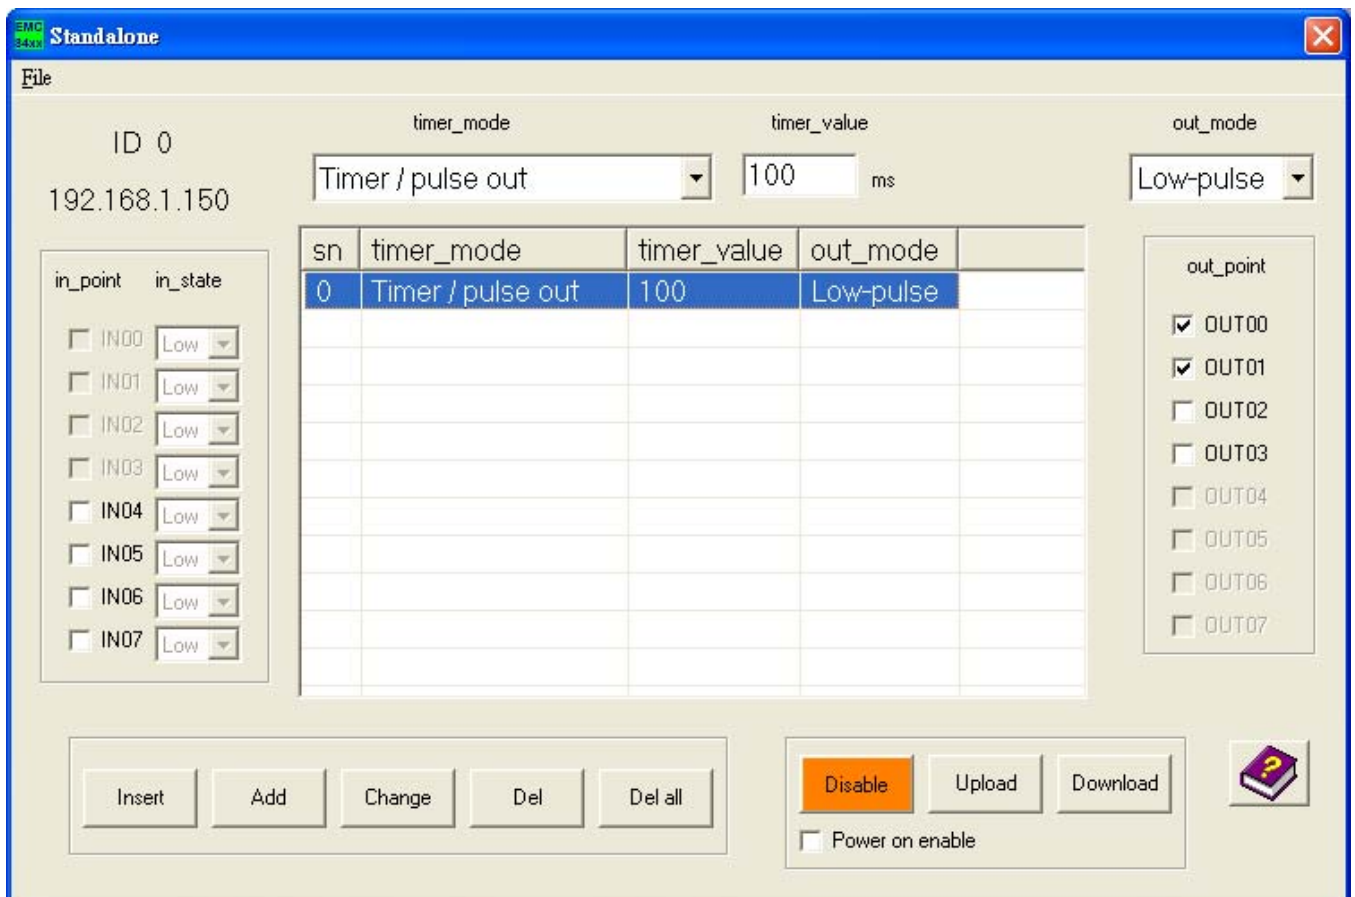 EMC
34xx
Standalone
File
ID 0
192.168.1.150
timer_mode
Timer / pulse out
timer_value
100 ms
out_mode
Low-pulse
in_point in_state
IN00 Low
IN01 Low
IN02 Low
IN03 Low
IN04 Low
IN05 Low
IN06 Low
IN07 Low
sn timer_mode timer_value out_mode
0 Timer / pulse out 100 Low-pulse
out_point
OUT00
OUT01
OUT02
OUT03
OUT04
OUT05
OUT06
OUT07
Insert Add Change Del Del all
Disable Upload Download
Power on enable
?